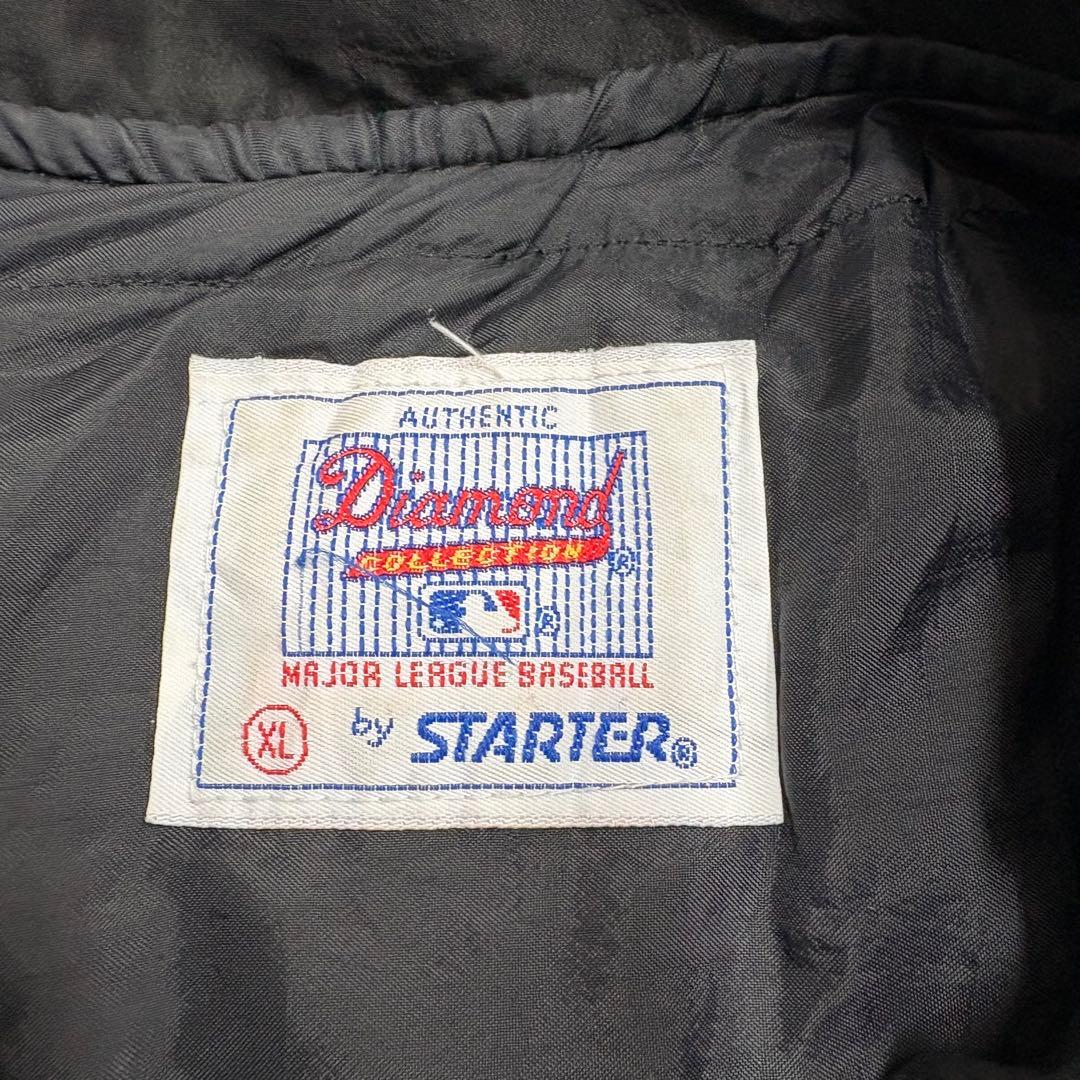 AUTHENTIC
Diamond
COLLECTION ®
®
MAJOR LEAGUE BASEBALL
XL by STARTER®